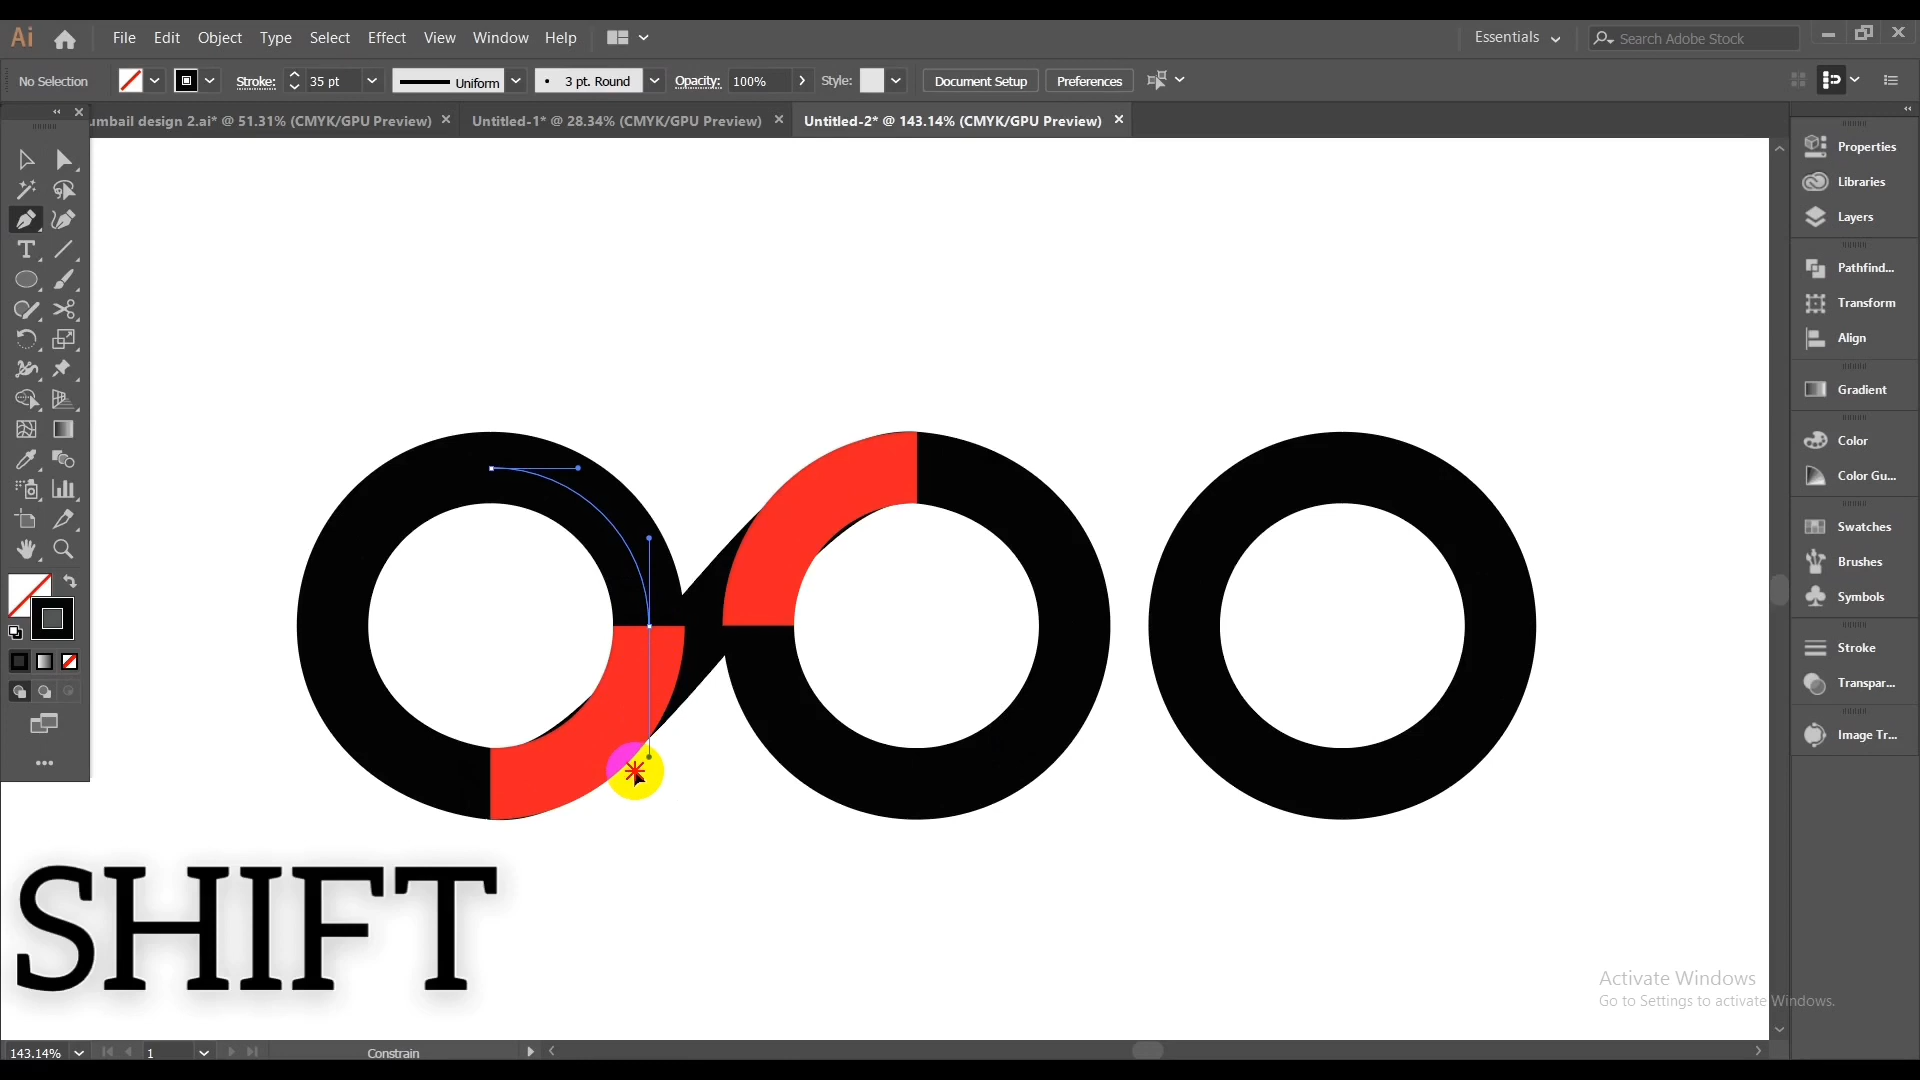 Ai File Edit Object Type Select Effect View Window Help Essentials Search Adobe Stock
No Selection Stroke: 35 pt Uniform 3 pt. Round Opacity: 100% Style: Document Setup Preferences
umbail design 2.ai* @ 51.31% (CMYK/GPU Preview) Untitled-1* @ 28.34% (CMYK/GPU Preview) Untitled-2* @ 143.14% (CMYK/GPU Preview)
Properties
Libraries
Layers
Pathfind...
Transform
Align
Gradient
Color
Color Gu...
Swatches
Brushes
Symbols
Stroke
Transpar...
Image Tr...
SHIFT
Activate Windows
Go to Settings to activate Windows.
143.14% 1 Constrain